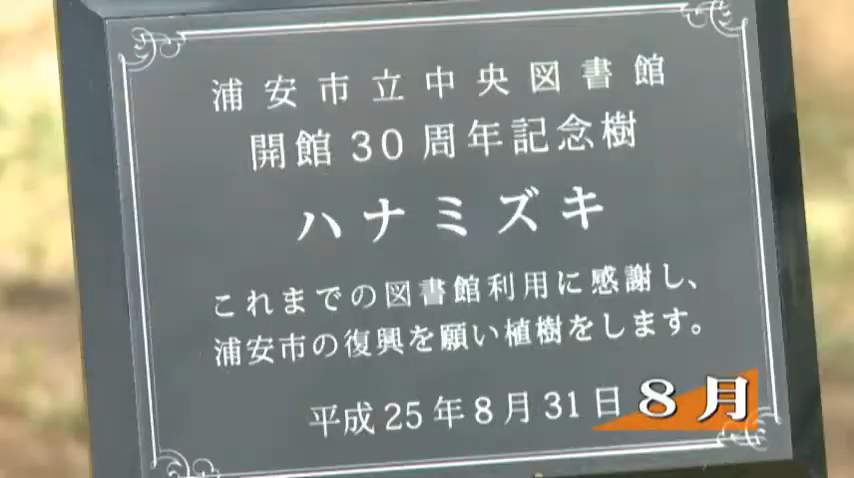 浦安市立中央図書館
開館30周年記念樹
ハナミズキ
これまでの図書館利用に感謝し、
浦安市の復興を願い植樹をします。
平成25年8月31日
8月